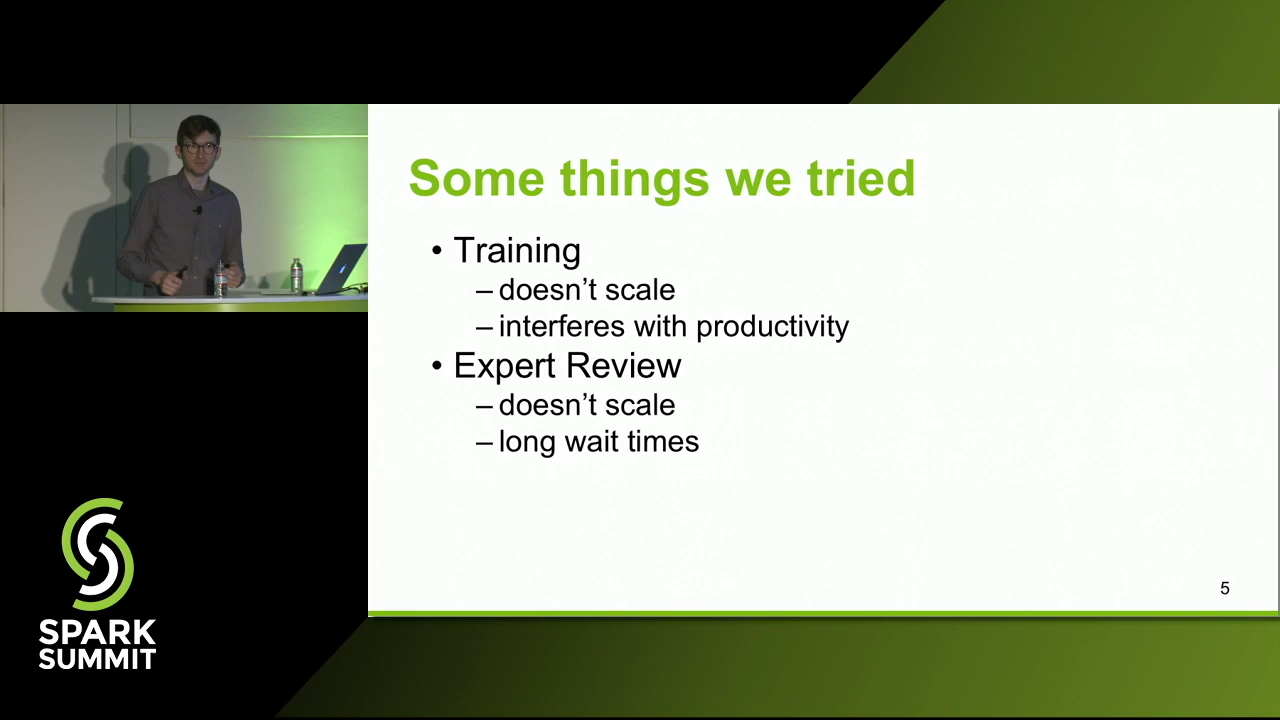 Some things we tried
• Training
– doesn’t scale
– interferes with productivity
• Expert Review
– doesn’t scale
– long wait times
5
SPARK
SUMMIT